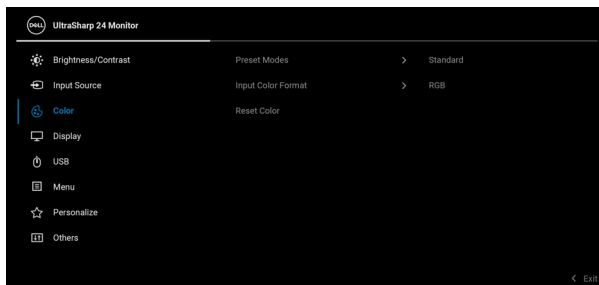 DELL UltraSharp 24 Monitor
Brightness/Contrast Preset Modes > Standard
Input Source Input Color Format > RGB
Color Reset Color
Display
USB
Menu
Personalize
Others
< Exit